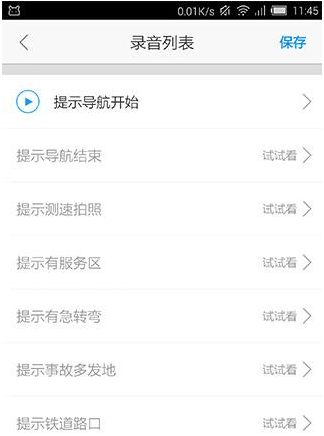 0.01K/s 11:45
录音列表 保存
提示导航开始
提示导航结束 试试看
提示测速拍照 试试看
提示有服务区 试试看
提示有急转弯 试试看
提示事故多发地 试试看
提示铁道路口 试试看